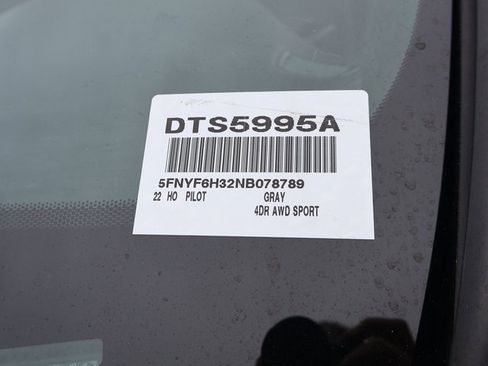 DTS5995A
5FNYF6H32NB078789
22 HO PILOT GRAY
4DR AWD SPORT